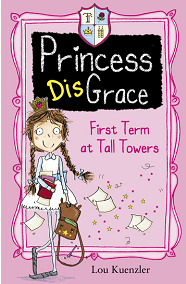 Princess
DisGrace
First Term
at Tall Towers
Lou Kuenzler